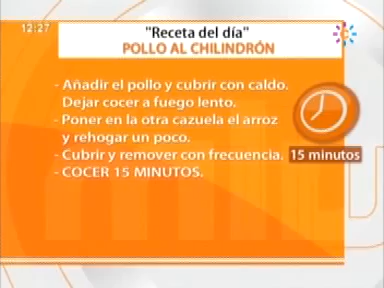 12:27
"Receta del día"
POLLO AL CHILINDRÓN
- Añadir el pollo y cubrir con caldo.
Dejar cocer a fuego lento.
- Poner en la otra cazuela el arroz
y rehogar un poco.
- Cubrir y remover con frecuencia.
15 minutos
- COCER 15 MINUTOS.